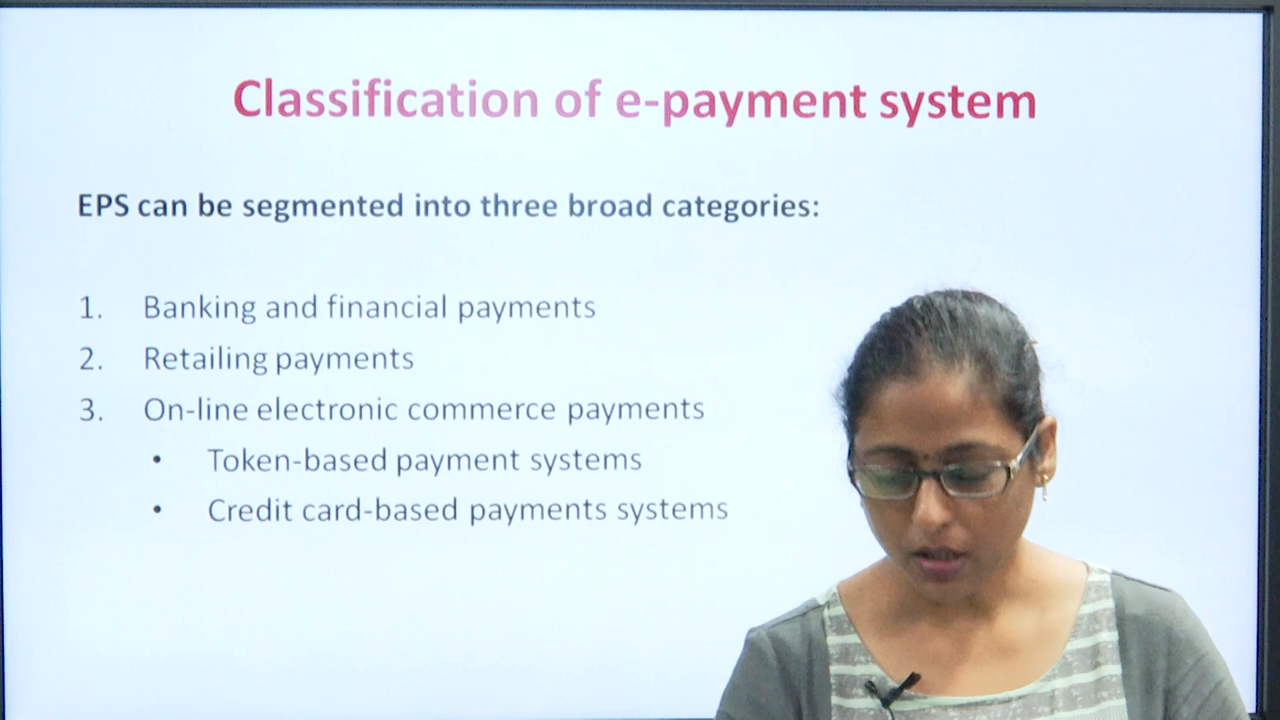 Classification of e-payment system
EPS can be segmented into three broad categories:
1. Banking and financial payments
2. Retailing payments
3. On-line electronic commerce payments
• Token-based payment systems
• Credit card-based payments systems